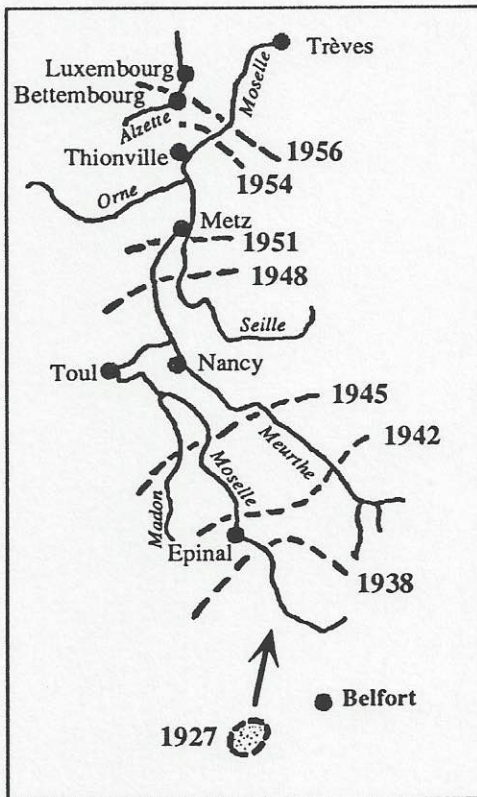 Trèves
Luxembourg
Moselle
Bettembourg
Alzette
1956
Thionville
1954
Orne
Metz
1951
1948
Seille
Toul
Nancy
1945
1942
Meurthe
Moselle
Madon
Epinal
1938
Belfort
1927